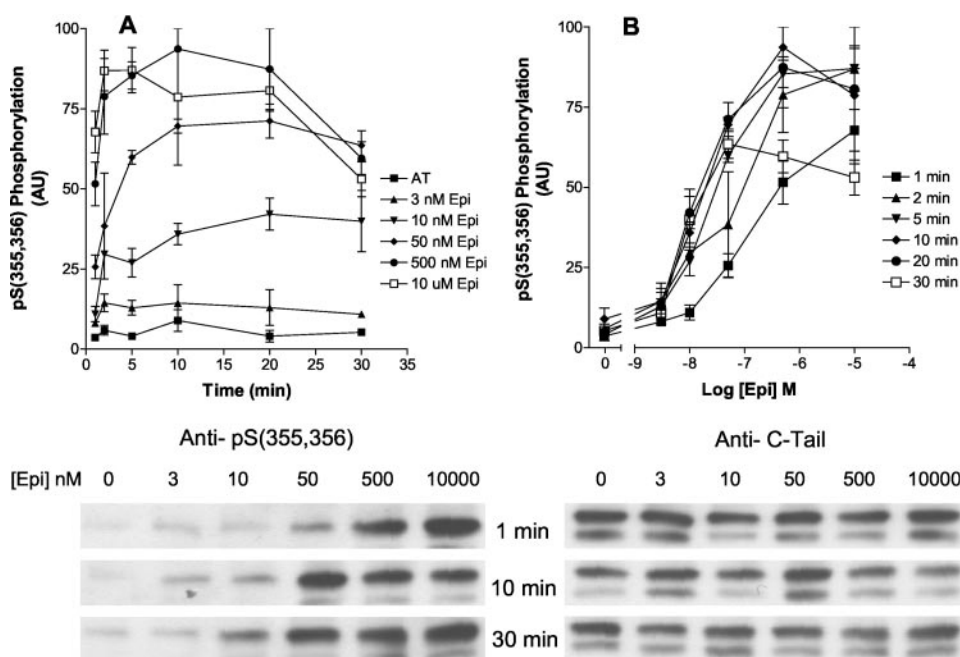 A
pS(355,356) Phosphorylation
(AU)
100
75
50
25
0
0 5 10 15 20 25 30 35
Time (min)
AT
3 nM Epi
10 nM Epi
50 nM Epi
500 nM Epi
10 uM Epi
B
pS(355,356) Phosphorylation
(AU)
100
75
50
25
0
0 -9 -8 -7 -6 -5 -4
Log [Epi] M
1 min
2 min
5 min
10 min
20 min
30 min
Anti- pS(355,356)
Anti- C-Tail
[Epi] nM 0 3 10 50 500 10000
0 3 10 50 500 10000
1 min
10 min
30 min